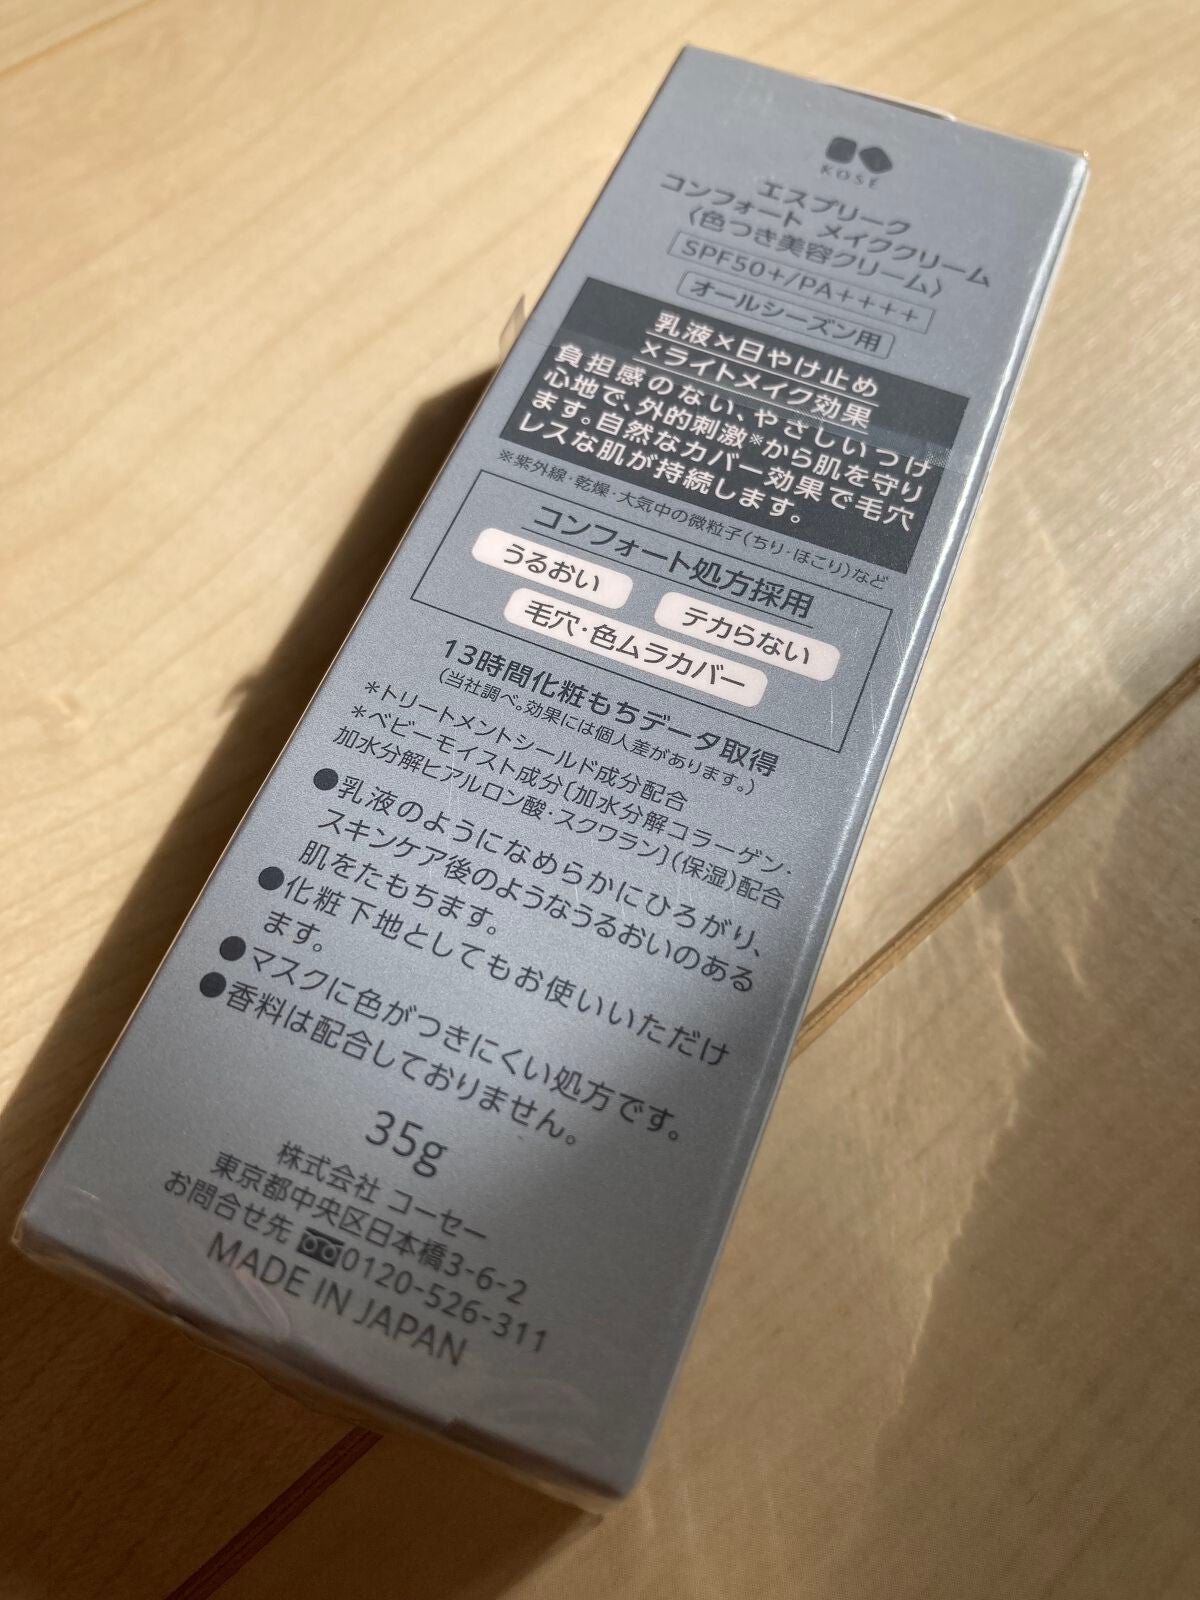 KOSÉ
エスプリーク
コンフォート メイククリーム
〈色つき美容クリーム〉
SPF50+/PA++++
オールシーズン用
乳液×日やけ止め
×ライトメイク効果
負担感のない、やさしいつけ
心地で、外的刺激※から肌を守り
ます。自然なカバー効果で毛穴
レスな肌が持続します。
※紫外線・乾燥・大気中の微粒子(ちり・ほこり)など
コンフォート処方採用
うるおい
テカらない
毛穴・色ムラカバー
13時間化粧もちデータ取得
(当社調べ。効果には個人差があります。)
＊トリートメントシールド成分配合
＊ベビーモイスト成分〔加水分解コラーゲン・
加水分解ヒアルロン酸・スクワラン〕(保湿)配合
●乳液のようになめらかにひろがり、
スキンケア後のようなうるおいのある
肌をたもちます。
●化粧下地としてもお使いいただけ
ます。
●マスクに色がつきにくい処方です。
●香料は配合しておりません。
35g
株式会社 コーセー
東京都中央区日本橋3-6-2
お問合せ先 0120-526-311
MADE IN JAPAN